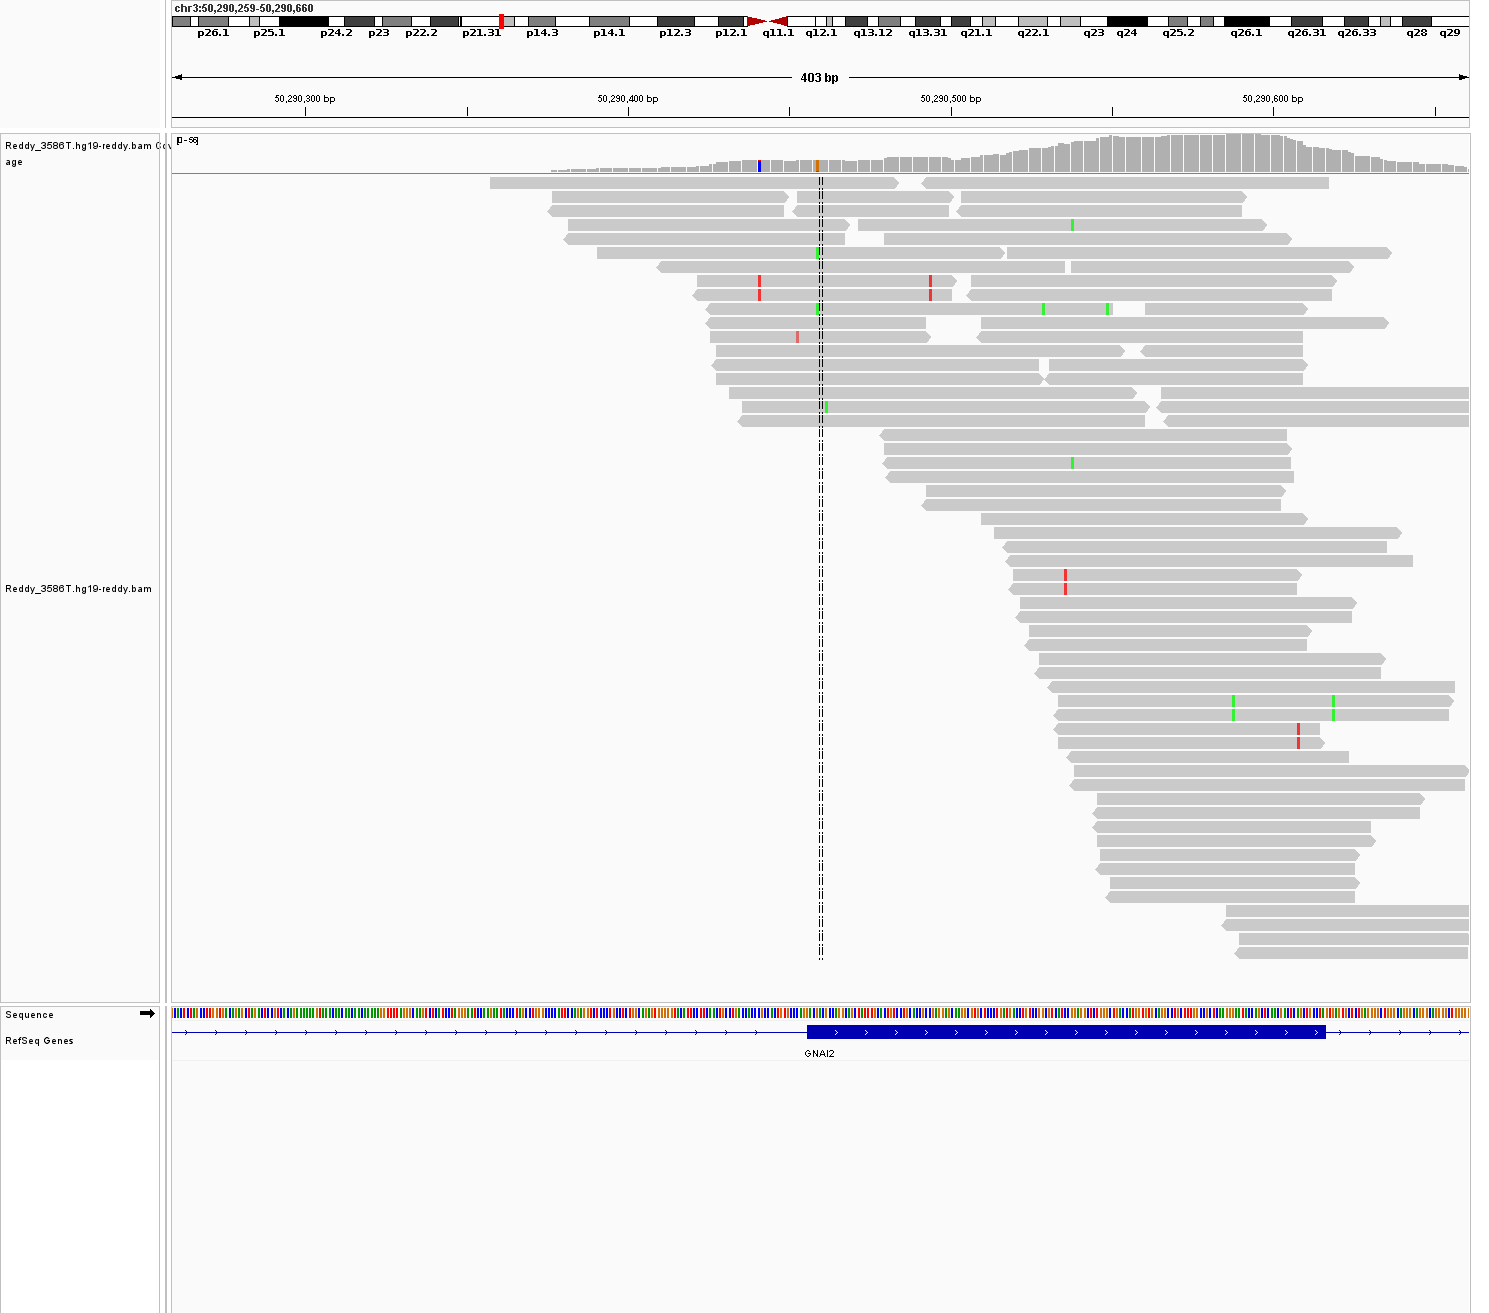 chr3:50,290,259-50,290,660
p26.1 p25.1 p24.2 p23 p22.2 p21.31 p14.3 p14.1 p12.3 p12.1 q11.1 q12.1 q13.12 q13.31 q21.1 q22.1 q23 q24 q25.2 q26.1 q26.31 q26.33 q28 q29
403 bp
50,290,300 bp 50,290,400 bp 50,290,500 bp 50,290,600 bp
Reddy_3586T.hg19-reddy.bam Cov
age
[0-56]
Reddy_3586T.hg19-reddy.bam
Sequence
RefSeq Genes
GNAI2